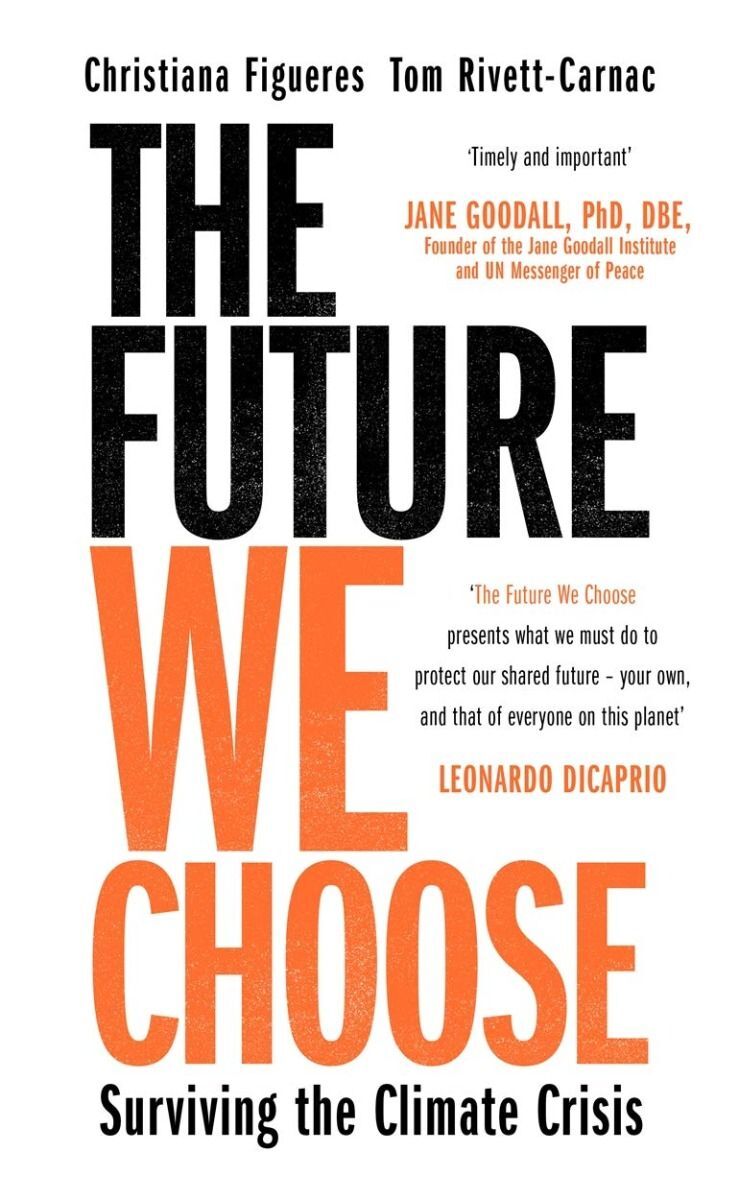 Christiana Figueres Tom Rivett-Carnac
THE
‘Timely and important’
JANE GOODALL, PhD, DBE,
Founder of the Jane Goodall Institute
and UN Messenger of Peace
FUTURE
WE
‘The Future We Choose
presents what we must do to
protect our shared future – your own,
and that of everyone on this planet’
LEONARDO DICAPRIO
CHOOSE
Surviving the Climate Crisis